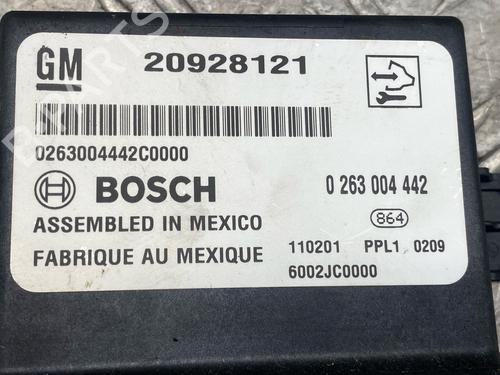 GM 20928121
0263004442C0000
BOSCH 0 263 004 442
ASSEMBLED IN MEXICO 864
FABRIQUE AU MEXIQUE 110201 PPL1 0209
6002JC0000